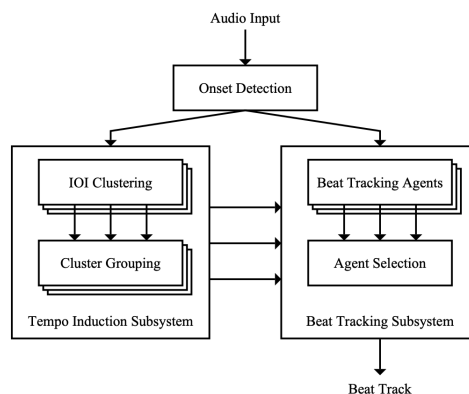 Audio Input
Onset Detection
IOI Clustering
Cluster Grouping
Tempo Induction Subsystem
Beat Tracking Agents
Agent Selection
Beat Tracking Subsystem
Beat Track